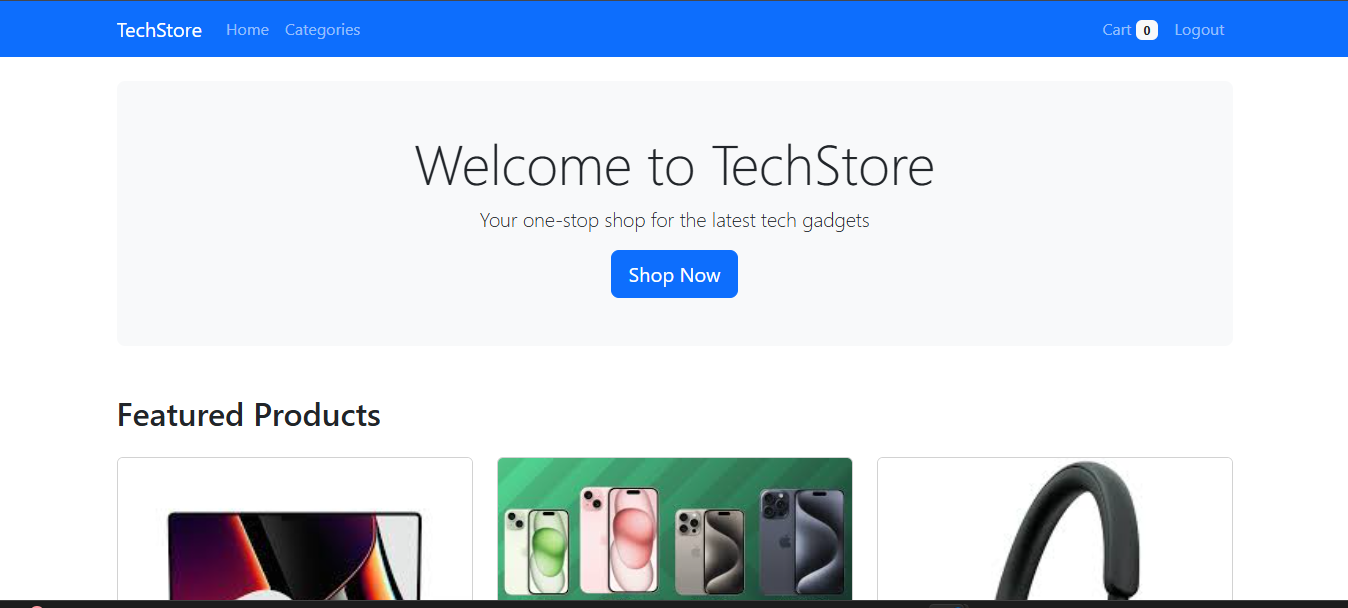 TechStore Home Categories Cart 0 Logout
Welcome to TechStore
Your one-stop shop for the latest tech gadgets
Shop Now
Featured Products